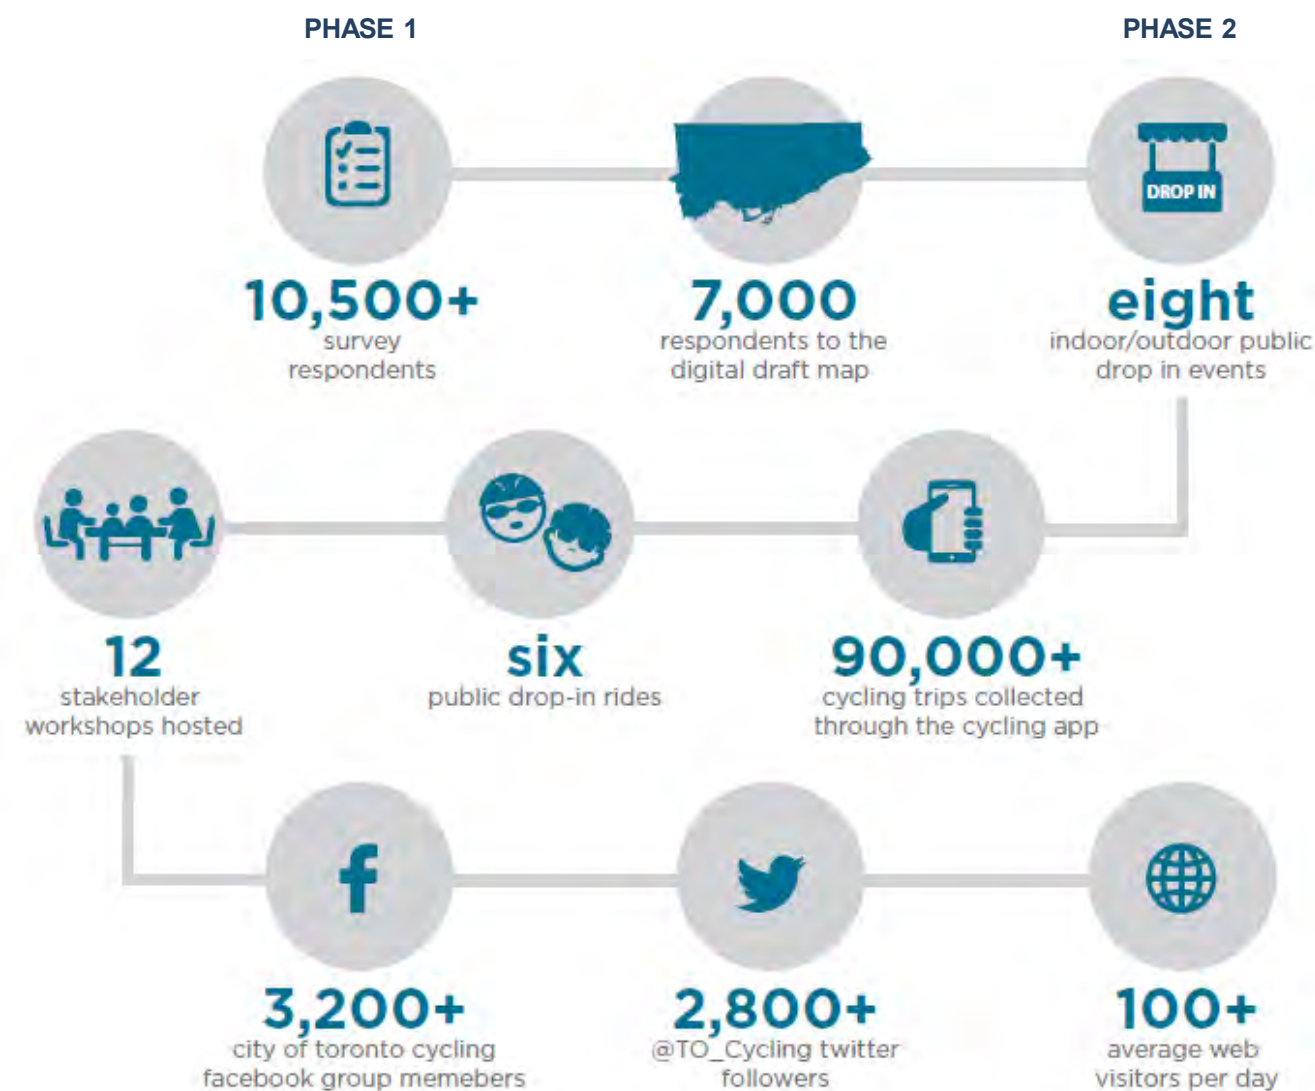 PHASE 1
PHASE 2
10,500+
survey
respondents
7,000
respondents to the
digital draft map
DROP IN
eight
indoor/outdoor public
drop in events
12
stakeholder
workshops hosted
six
public drop-in rides
90,000+
cycling trips collected
through the cycling app
f
3,200+
city of toronto cycling
facebook group memebers
2,800+
@TO_Cycling twitter
followers
100+
average web
visitors per day